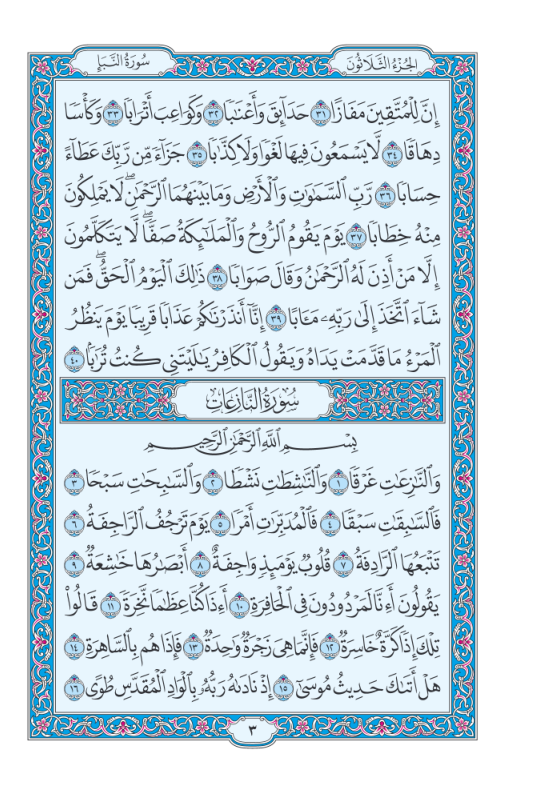 الجُزْءُ الثَّلَاثُونَ
سُورَةُ النَّبَإِ
إِنَّ لِلْمُتَّقِينَ مَفَازًا ٣١ حَدَآئِقَ وَأَعْنَٰبًا ٣٢ وَكَوَاعِبَ أَتْرَابًا ٣٣ وَكَأْسًا
دِهَاقًا ٣٤ لَّا يَسْمَعُونَ فِيهَا لَغْوًا وَلَا كِذَّٰبًا ٣٥ جَزَآءً مِّن رَّبِّكَ عَطَآءً
حِسَابًا ٣٦ رَّبِّ ٱلسَّمَٰوَٰتِ وَٱلْأَرْضِ وَمَا بَيْنَهُمَا ٱلرَّحْمَٰنِۖ لَا يَمْلِكُونَ
مِنْهُ خِطَابًا ٣٧ يَوْمَ يَقُومُ ٱلرُّوحُ وَٱلْمَلَٰٓئِكَةُ صَفًّاۖ لَّا يَتَكَلَّمُونَ
إِلَّا مَنْ أَذِنَ لَهُ ٱلرَّحْمَٰنُ وَقَالَ صَوَابًا ٣٨ ذَٰلِكَ ٱلْيَوْمُ ٱلْحَقُّۖ فَمَن
شَآءَ ٱتَّخَذَ إِلَىٰ رَبِّهِۦ مَـَٔابًا ٣٩ إِنَّآ أَنذَرْنَٰكُمْ عَذَابًا قَرِيبًا يَوْمَ يَنظُرُ
ٱلْمَرْءُ مَا قَدَّمَتْ يَدَاهُ وَيَقُولُ ٱلْكَافِرُ يَٰلَيْتَنِى كُنتُ تُرَٰبًۢا ٤٠
سُورَةُ النَّازِعَاتِ
بِسْمِ ٱللَّهِ ٱلرَّحْمَٰنِ ٱلرَّحِيمِ
وَٱلنَّٰزِعَٰتِ غَرْقًا ١ وَٱلنَّٰشِطَٰتِ نَشْطًا ٢ وَٱلسَّٰبِحَٰتِ سَبْحًا ٣
فَٱلسَّٰبِقَٰتِ سَبْقًا ٤ فَٱلْمُدَبِّرَٰتِ أَمْرًا ٥ يَوْمَ تَرْجُفُ ٱلرَّاجِفَةُ ٦
تَتْبَعُهَا ٱلرَّادِفَةُ ٧ قُلُوبٌ يَوْمَئِذٍ وَاجِفَةٌ ٨ أَبْصَٰرُهَا خَٰشِعَةٌ ٩
يَقُولُونَ أَءِنَّا لَمَرْدُودُونَ فِى ٱلْحَافِرَةِ ١٠ أَءِذَا كُنَّا عِظَٰمًا نَّخِرَةً ١١ قَالُوا۟
تِلْكَ إِذًا كَرَّةٌ خَاسِرَةٌ ١٢ فَإِنَّمَا هِىَ زَجْرَةٌ وَٰحِدَةٌ ١٣ فَإِذَا هُم بِٱلسَّاهِرَةِ ١٤
هَلْ أَتَىٰكَ حَدِيثُ مُوسَىٰٓ ١٥ إِذْ نَادَىٰهُ رَبُّهُۥ بِٱلْوَادِ ٱلْمُقَدَّسِ طُوًى ١٦
٣